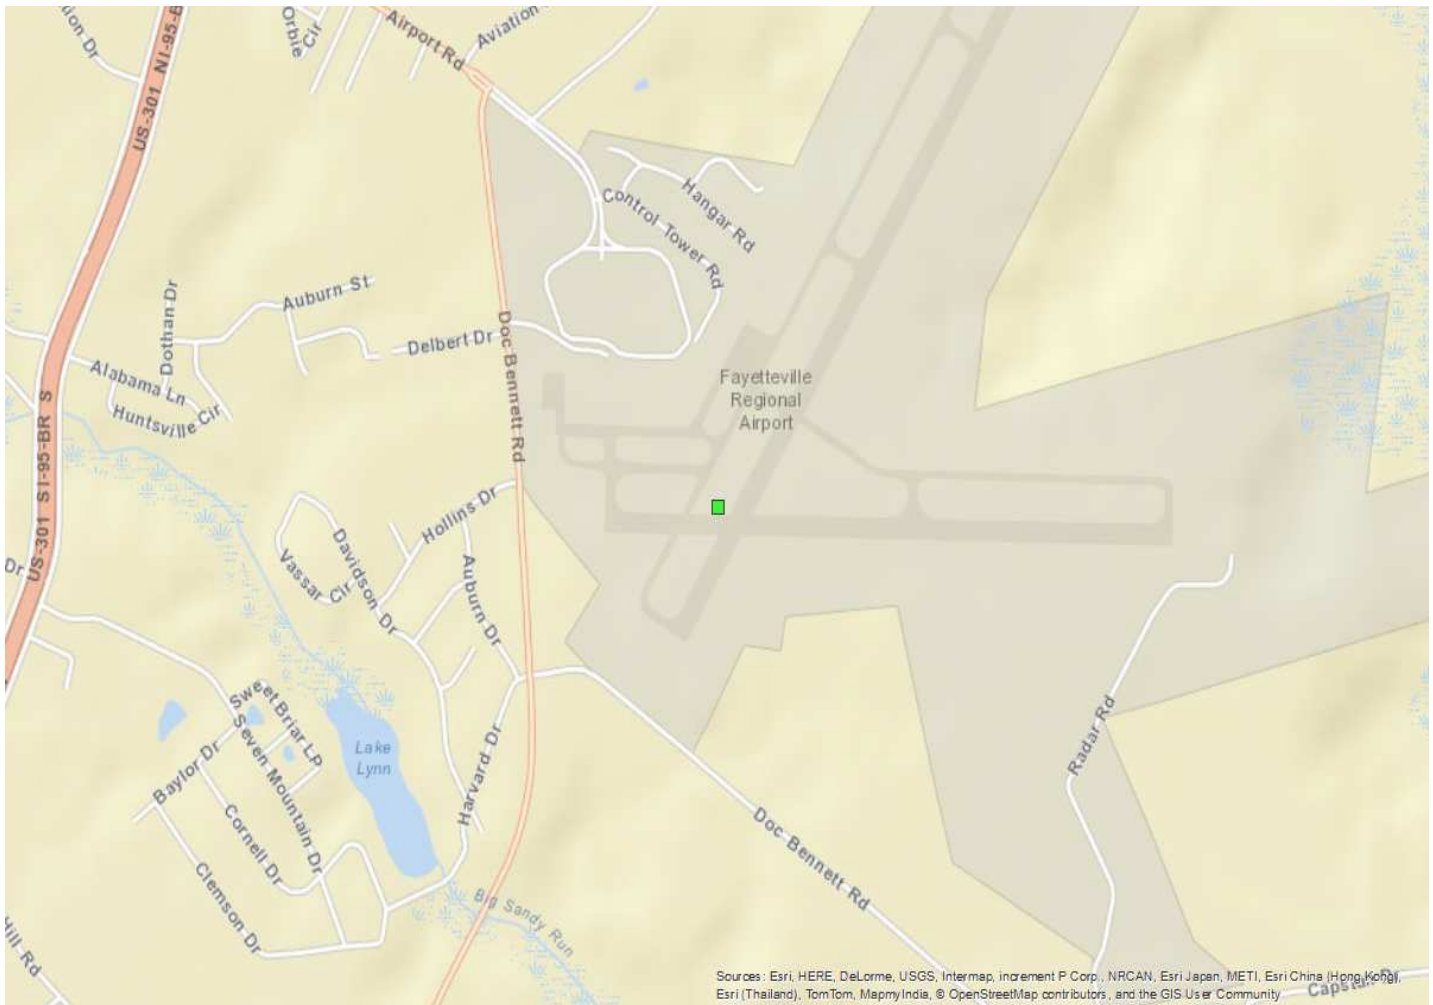 Orbie
Cir
Airport Rd
Aviation
US-301 NI-95-B
Hangar Rd
Control Tower Rd
Dothan Dr
Auburn St
Delbert Dr
Doc Bennett Rd
Alabama Ln
Huntsville Cir
Fayetteville
Regional
Airport
US-301 SI-95-BR S
Hollins Dr
Davidson Dr
Vassar Cir
Auburn Dr
Dr
Sweet Briar LP
Seven Mountain Dr
Baylor Dr
Lake
Lynn
Harvard Dr
Radar Rd
Cornell Dr
Clemson Dr
Doc Bennett Rd
Big Sandy Run
Hill Rd
Capstan Dr
Sources: Esri, HERE, DeLorme, USGS, Intermap, increment P Corp., NRCAN, Esri Japan, METI, Esri China (Hong Kong),
Esri (Thailand), TomTom, MapmyIndia, © OpenStreetMap contributors, and the GIS User Community